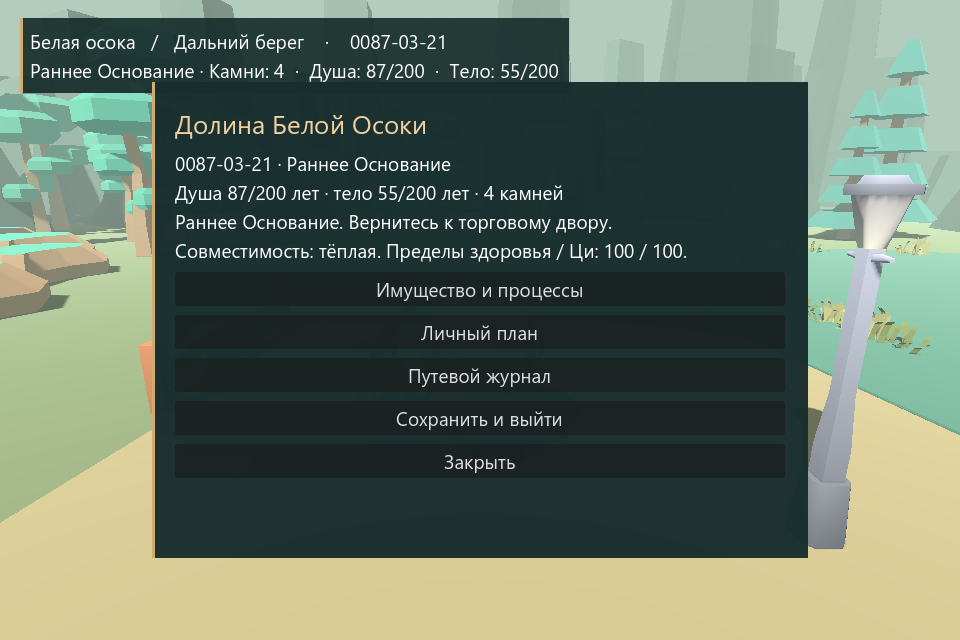 Белая осока / Дальний берег · 0087-03-21
Раннее Основание · Камни: 4 · Душа: 87/200 · Тело: 55/200
Долина Белой Осоки
0087-03-21 · Раннее Основание
Душа 87/200 лет · тело 55/200 лет · 4 камней
Раннее Основание. Вернитесь к торговому двору.
Совместимость: тёплая. Пределы здоровья / Ци: 100 / 100.
Имущество и процессы
Личный план
Путевой журнал
Сохранить и выйти
Закрыть